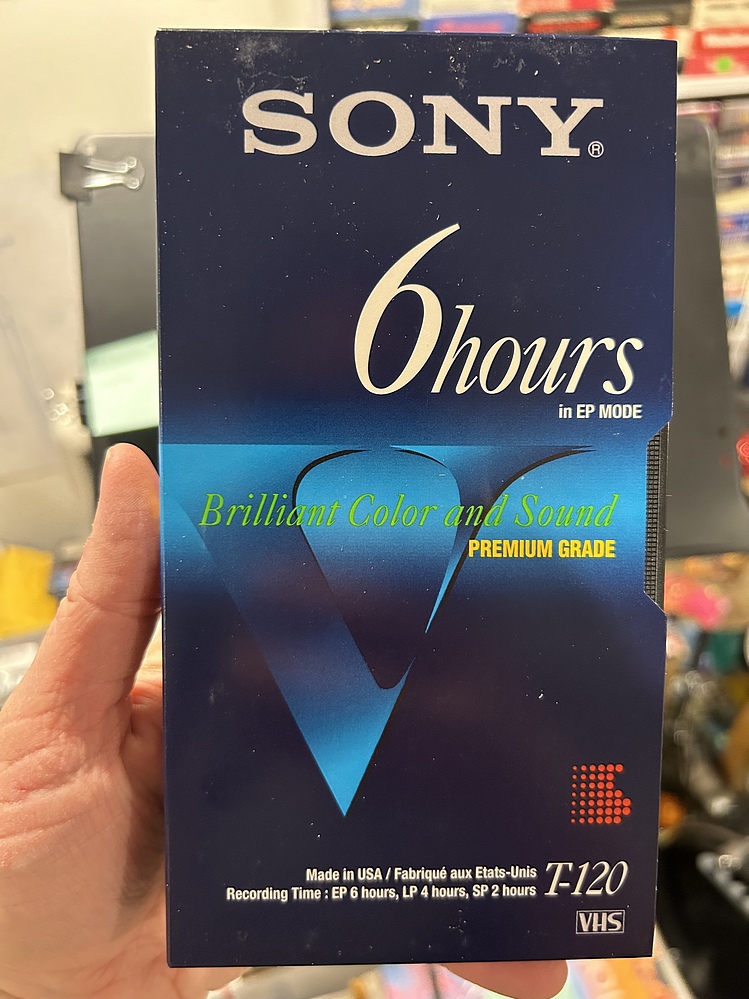 SONY®
6 hours
in EP MODE
Brilliant Color and Sound
PREMIUM GRADE
Made in USA / Fabriqué aux Etats-Unis
Recording Time : EP 6 hours, LP 4 hours, SP 2 hours
T-120
VHS